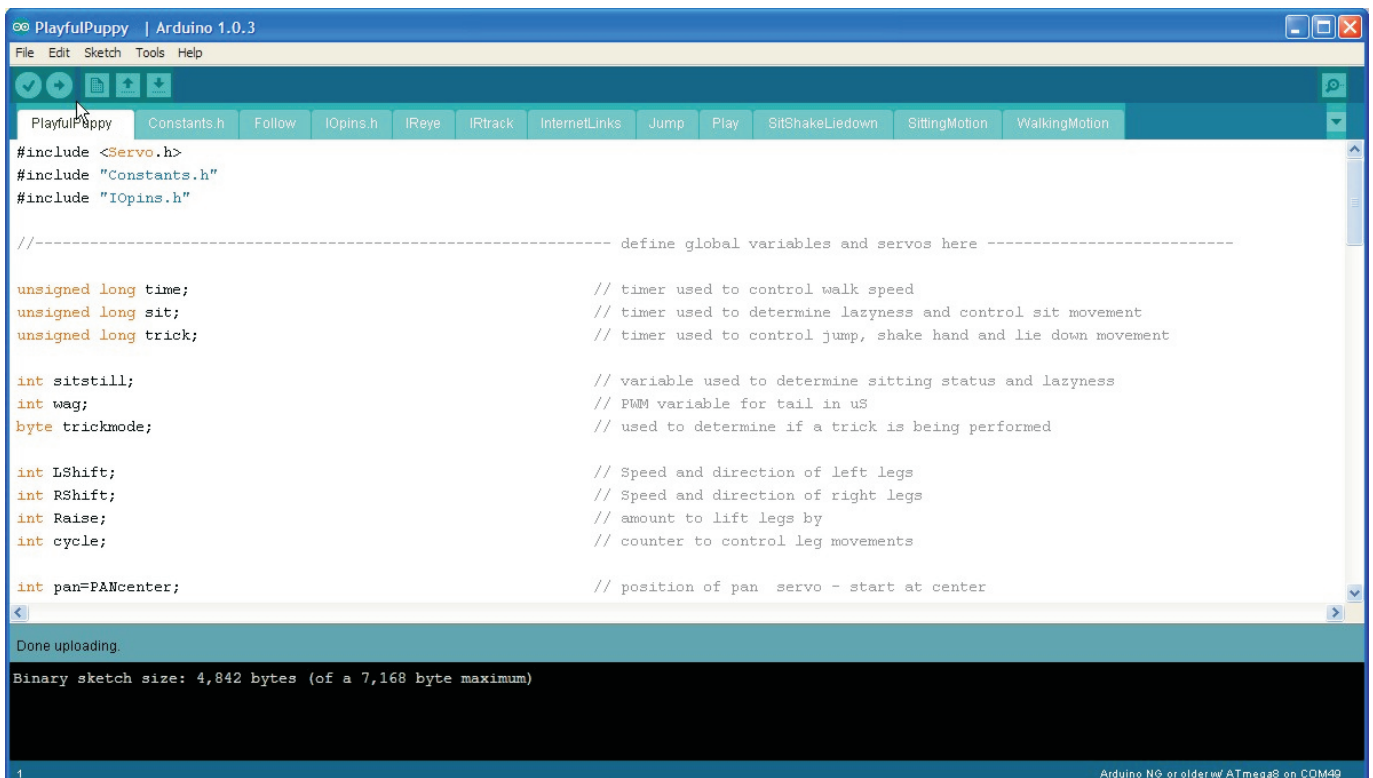 PlayfulPuppy | Arduino 1.0.3
File Edit Sketch Tools Help
PlayfulPuppy Constants.h Follow IOpins.h IReye IRtrack InternetLinks Jump Play SitShakeLiedown SittingMotion WalkingMotion
#include <Servo.h>
#include "Constants.h"
#include "IOpins.h"
//--------------------------------------------------------------- define global variables and servos here ---------------------------
unsigned long time; // timer used to control walk speed
unsigned long sit; // timer used to determine lazyness and control sit movement
unsigned long trick; // timer used to control jump, shake hand and lie down movement
int sitstill; // variable used to determine sitting status and lazyness
int wag; // PWM variable for tail in uS
byte trickmode; // used to determine if a trick is being performed
int LShift; // Speed and direction of left legs
int RShift; // Speed and direction of right legs
int Raise; // amount to lift legs by
int cycle; // counter to control leg movements
int pan=PANcenter; // position of pan servo - start at center
Done uploading.
Binary sketch size: 4,842 bytes (of a 7,168 byte maximum)
1 Arduino NG or older w/ ATmega8 on COM49